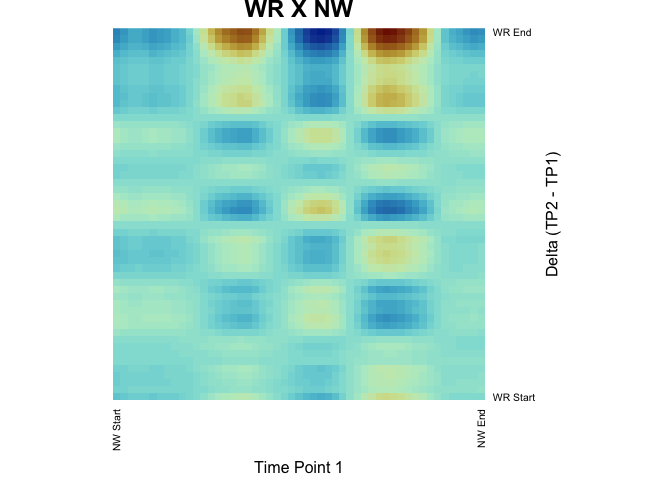 WR X NW
WR End
Delta (TP2 - TP1)
WR Start
NW Start
NW End
Time Point 1